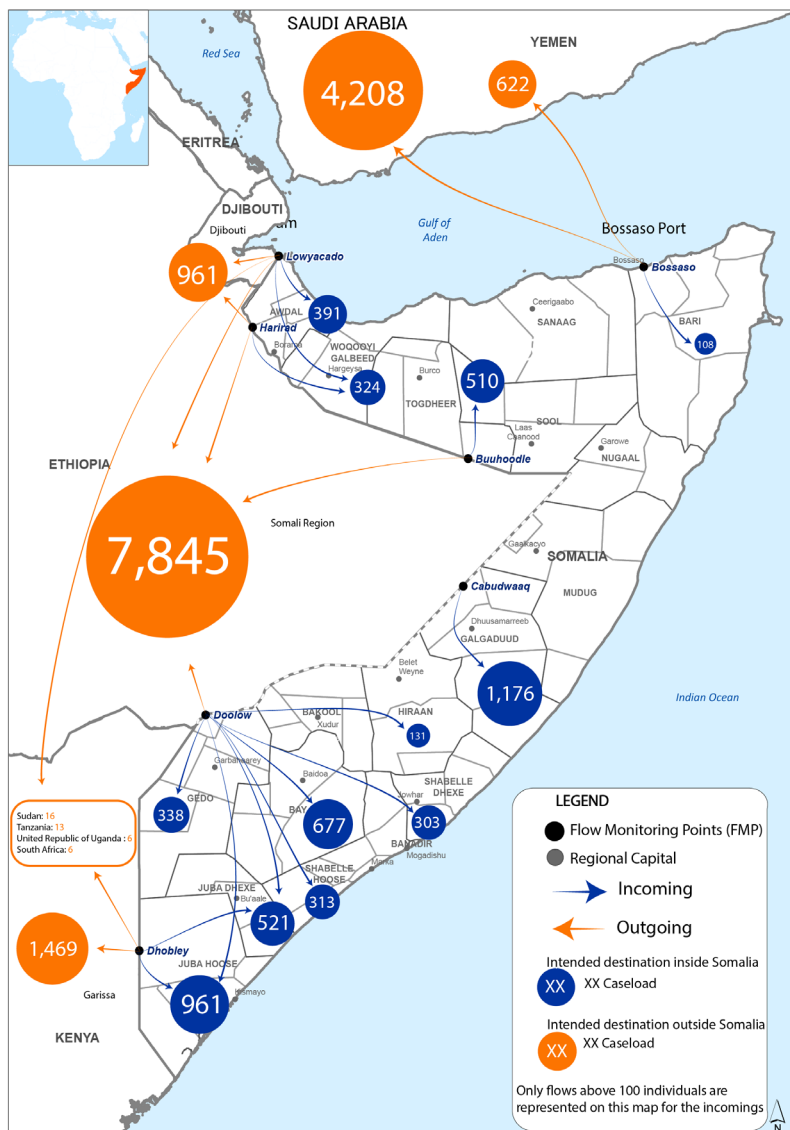 SAUDI ARABIA
Red Sea
YEMEN
4,208
622
ERITREA
DJIBOUTI
Djibouti
Gulf of
Aden
Bossaso Port
Lowyacado
Bossaso
Bossaso
961
AWDAL
391
Ceerigaabo
SANAAG
BARI
Harirad
Borama
WOQOOYI
GALBEED
Hargeysa
324
Burco
TOGDHEER
510
108
SOOL
Laas
Caanood
Garowe
NUGAAL
Buuhoodle
ETHIOPIA
7,845
Somali Region
Gaalkacyo
SOMALIA
Cabudwaaq
MUDUG
Dhuusamarreeb
GALGADUUD
Belet
Weyne
1,176
Indian Ocean
Doolow
BAKOOL
Xudur
HIRAAN
131
Garbahaarey
Baidoa
GEDO
338
BAY
677
SHABELLE
DHEXE
Jowhar
303
BANADIR
Mogadishu
Sudan: 16
Tanzania: 13
United Republic of Uganda : 6
South Africa: 6
SHABELLE
HOOSE
Marka
JUBA DHEXE
Bu'aale
313
521
1,469
Dhobley
JUBA HOOSE
Garissa
961
Kismayo
KENYA
LEGEND
Flow Monitoring Points (FMP)
Regional Capital
Incoming
Outgoing
Intended destination inside Somalia
XX XX Caseload
Intended destination outside Somalia
XX XX Caseload
Only flows above 100 individuals are
represented on this map for the incomings
N